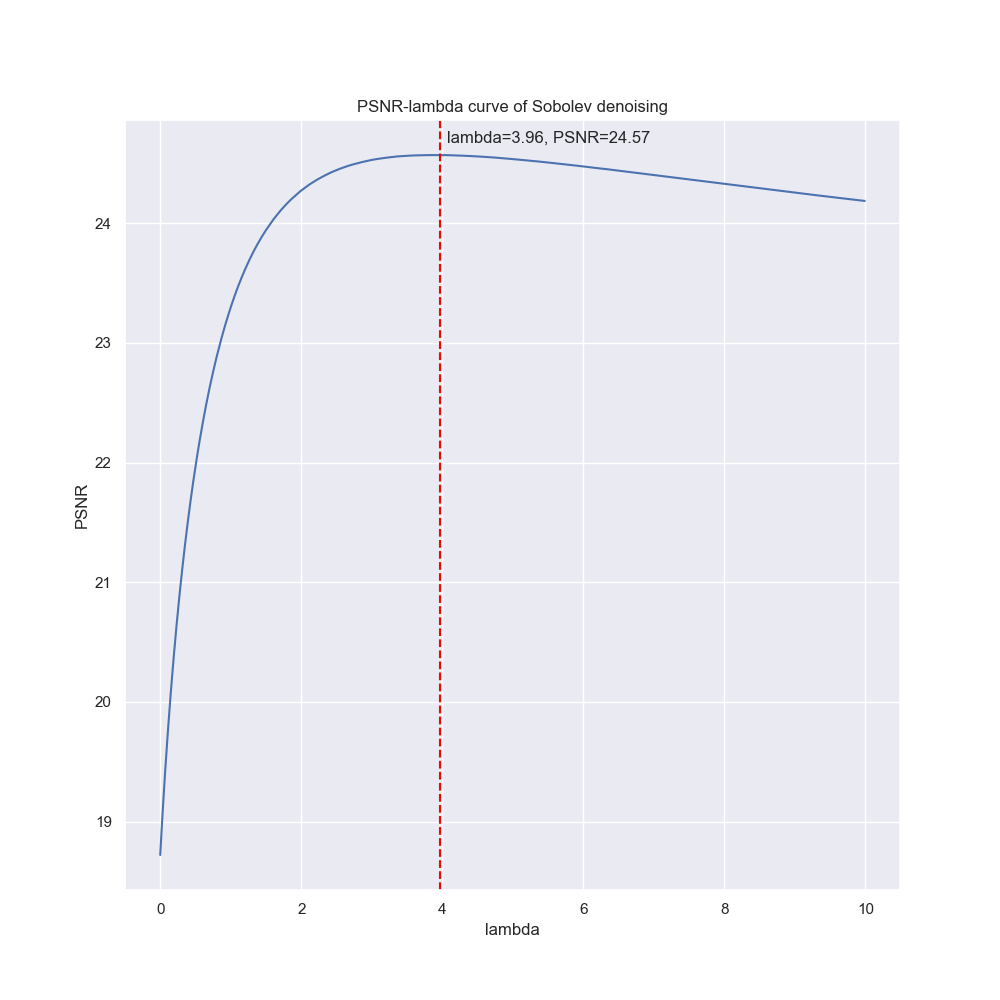 PSNR-lambda curve of Sobolev denoising
lambda=3.96, PSNR=24.57
24
23
22
21
20
19
PSNR
0 2 4 6 8 10
lambda